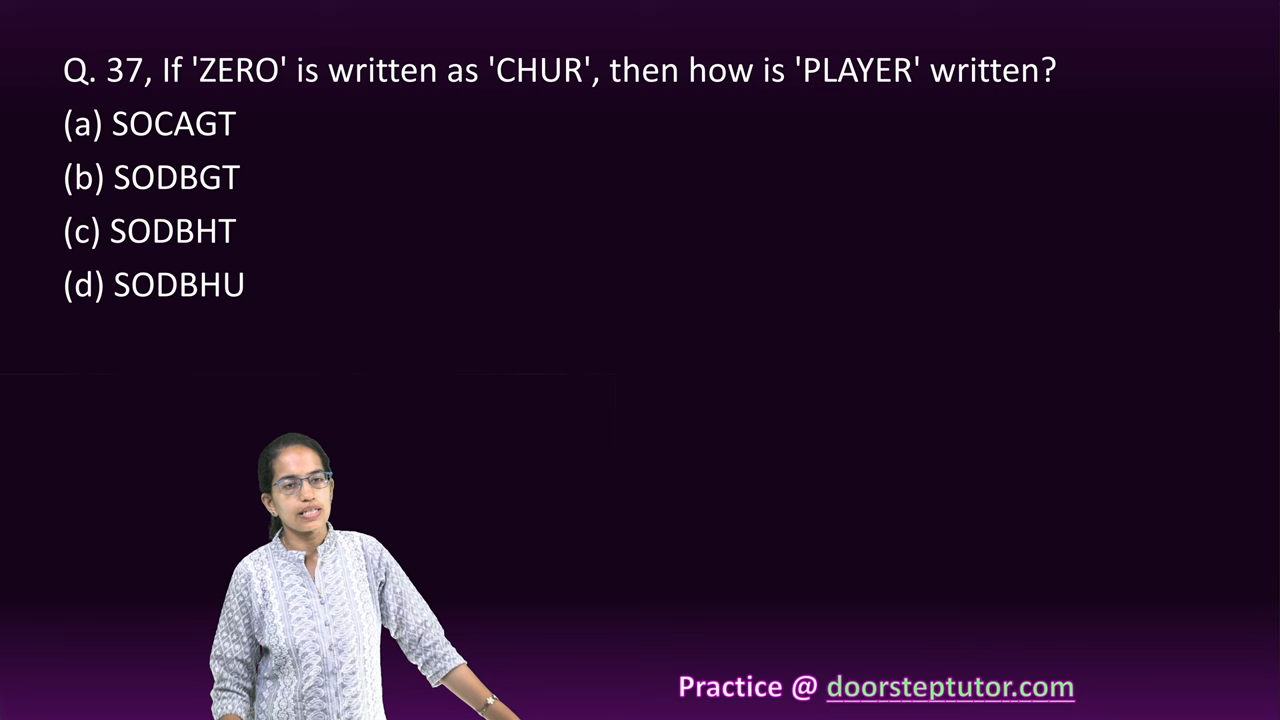 Q. 37, If 'ZERO' is written as 'CHUR', then how is 'PLAYER' written?
(a) SOCAGT
(b) SODBGT
(c) SODBHT
(d) SODBHU
Practice @ doorsteptutor.com